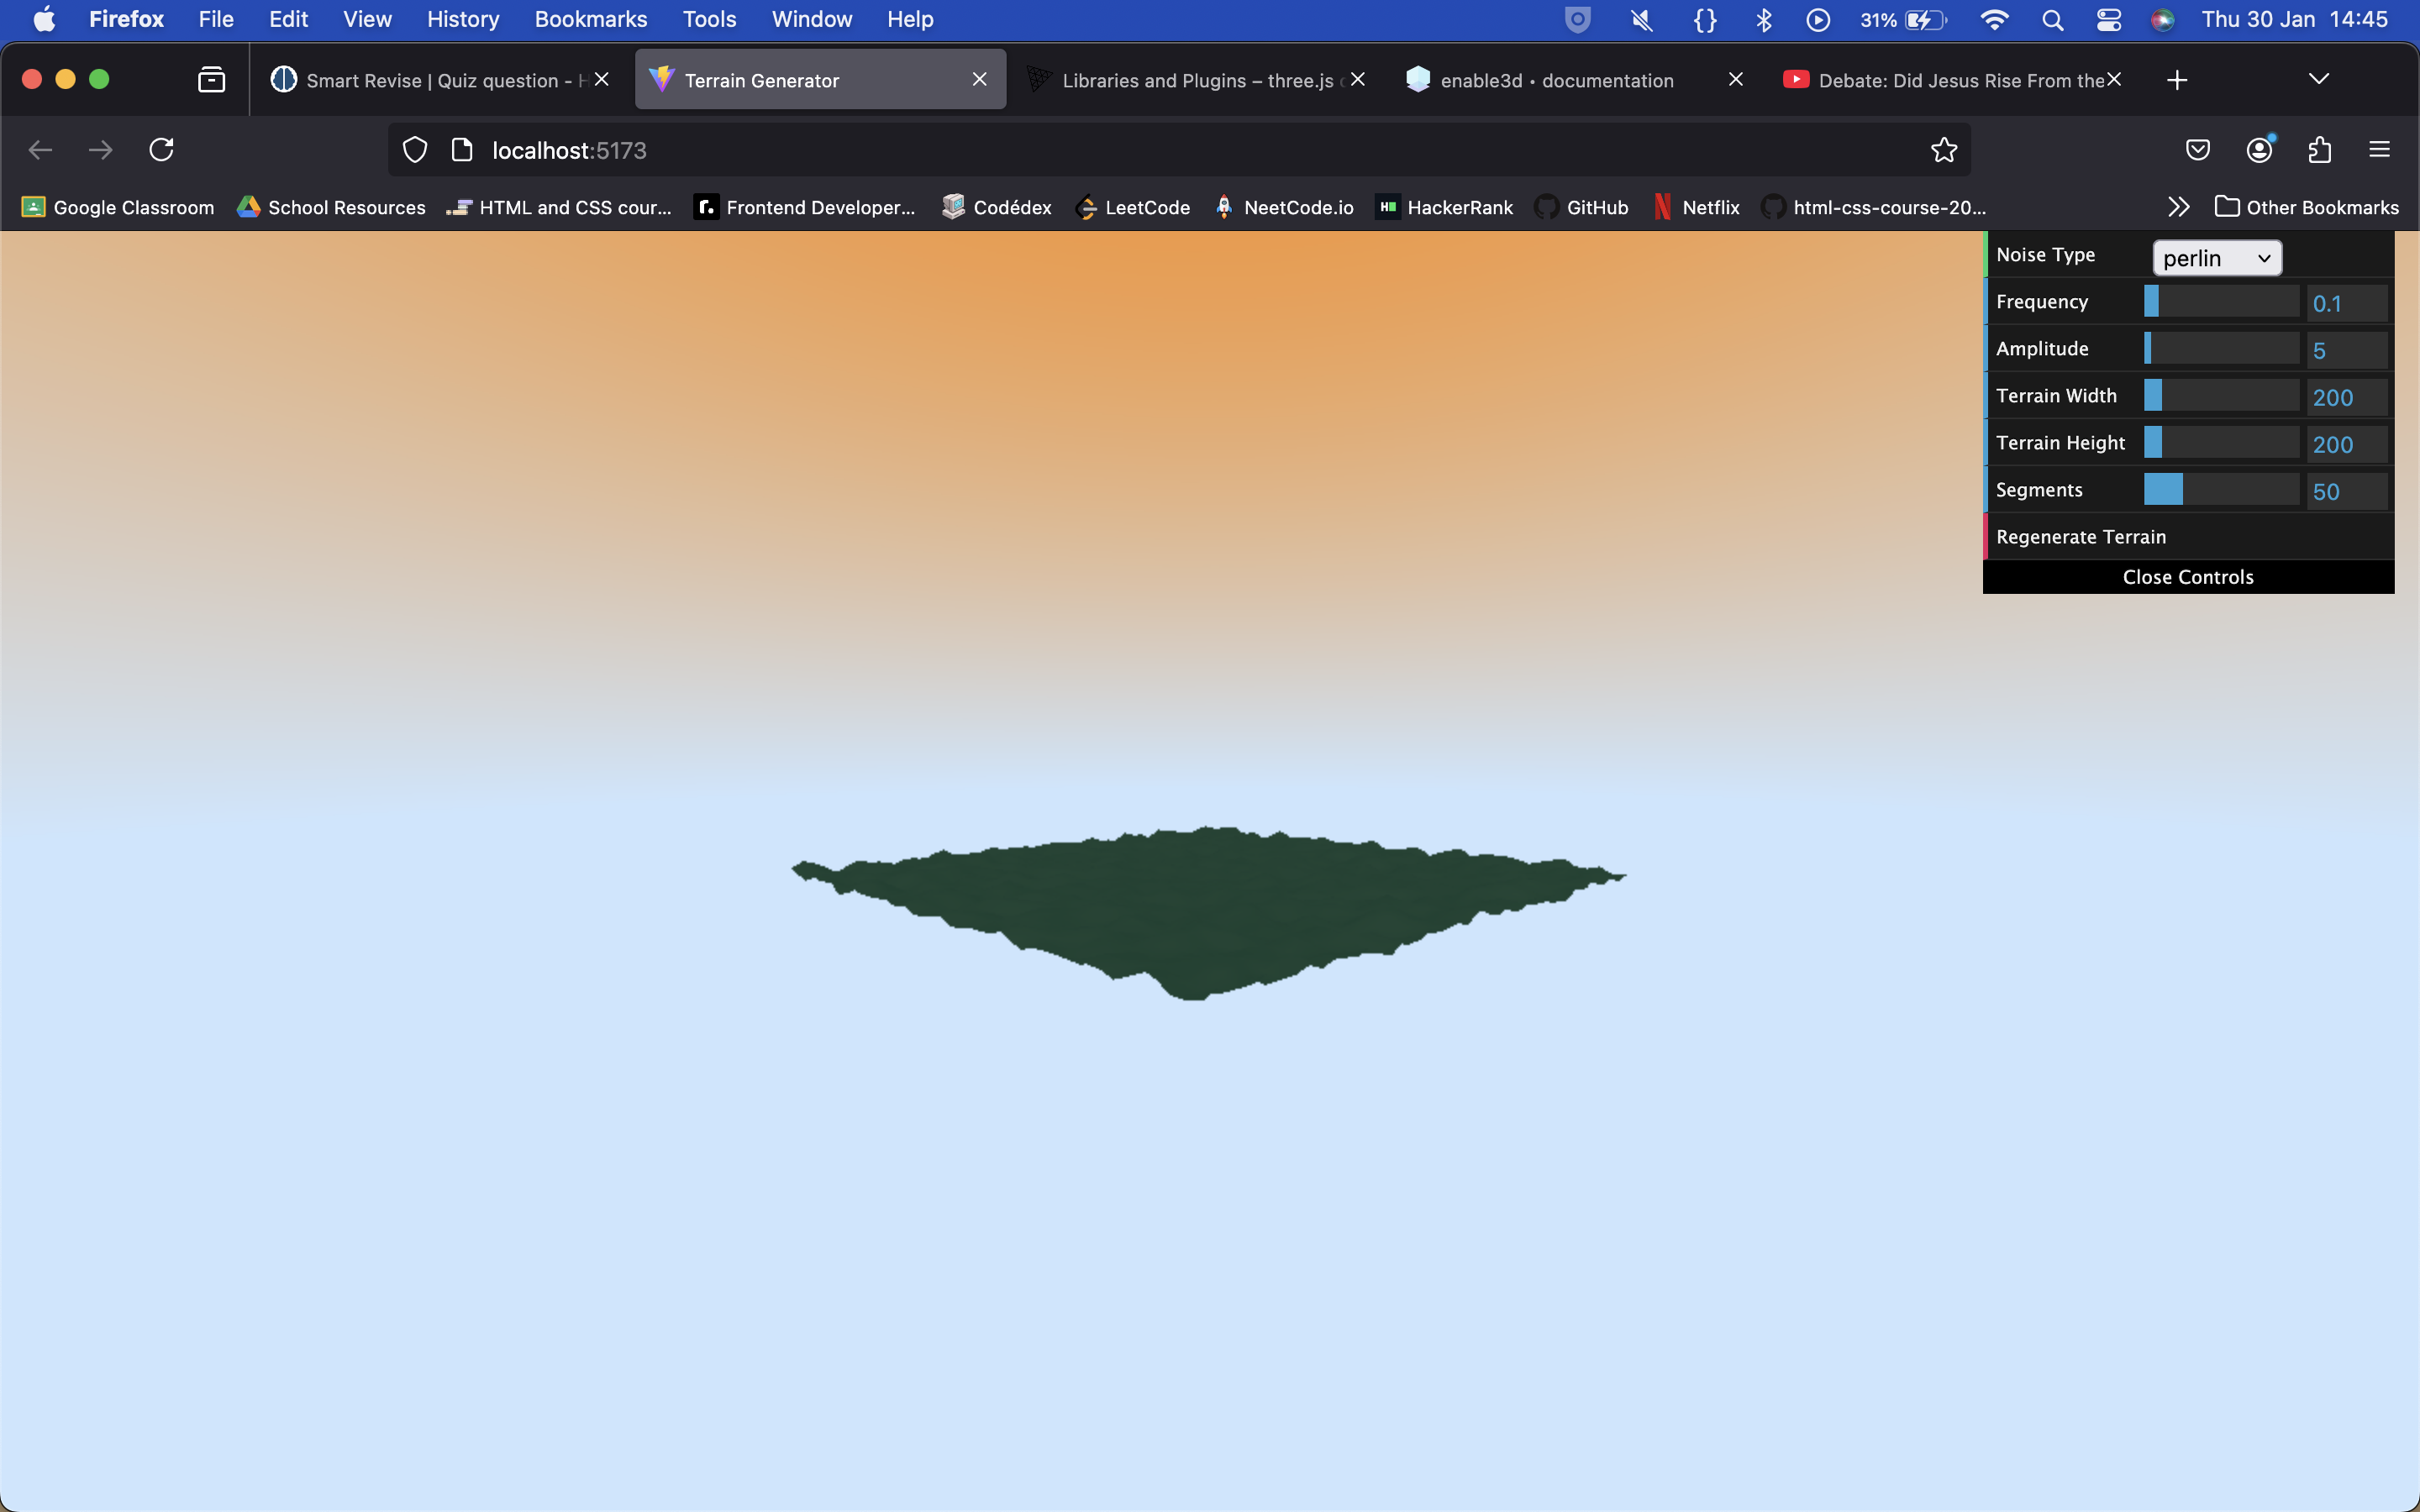 Firefox File Edit View History Bookmarks Tools Window Help 31% Thu 30 Jan 14:45
Smart Revise | Quiz question - H Terrain Generator Libraries and Plugins – three.js d enable3d • documentation Debate: Did Jesus Rise From the
localhost:5173
Google Classroom School Resources HTML and CSS cour... Frontend Developer... Codédex LeetCode NeetCode.io HackerRank GitHub Netflix html-css-course-20... Other Bookmarks
Noise Type perlin
Frequency 0.1
Amplitude 5
Terrain Width 200
Terrain Height 200
Segments 50
Regenerate Terrain
Close Controls